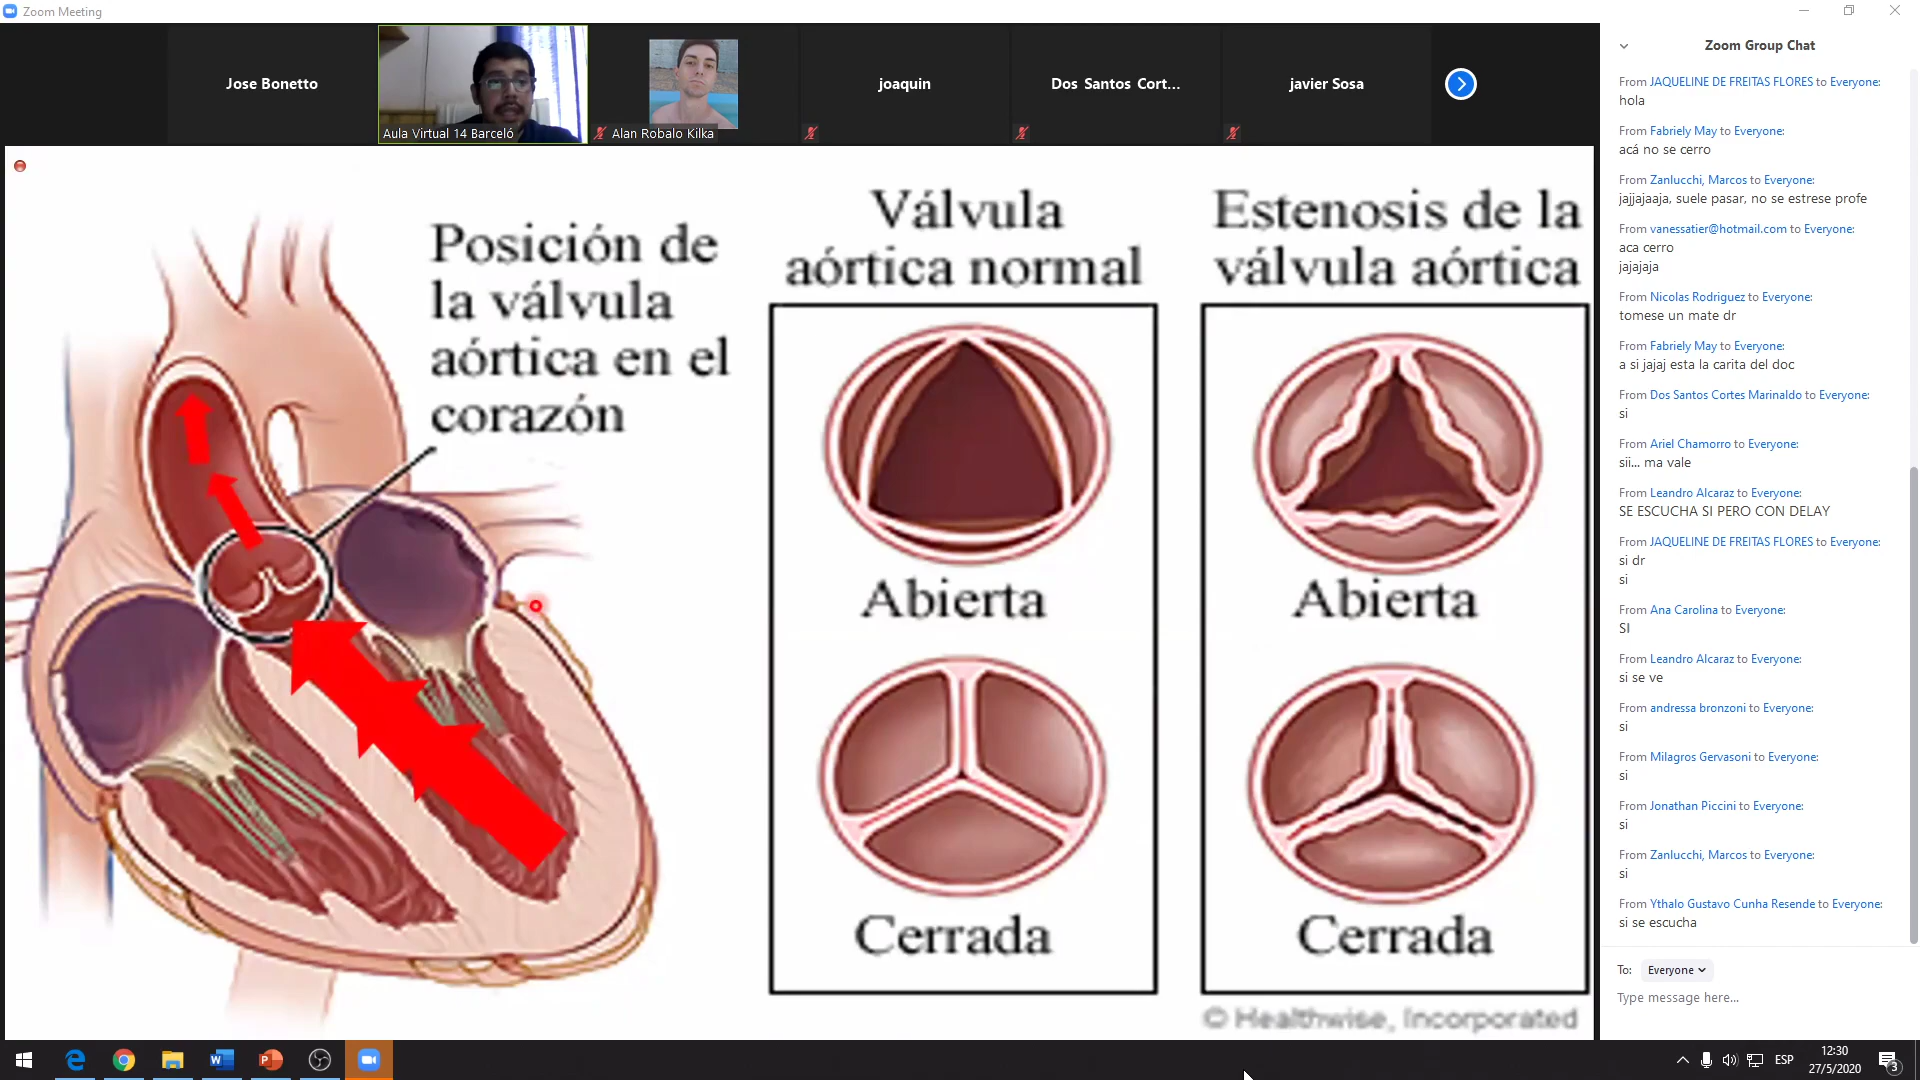 Zoom Meeting
Jose Bonetto
Aula Virtual 14 Barceló
Alan Robalo Kilka
joaquin
Dos Santos Cort...
javier Sosa
Posición de
la válvula
aórtica en el
corazón
Válvula
aórtica normal
Abierta
Cerrada
Estenosis de la
válvula aórtica
Abierta
Cerrada
© Healthwise, Incorporated
Zoom Group Chat
From JAQUELINE DE FREITAS FLORES to Everyone:
hola
From Fabriely May to Everyone:
acá no se cerro
From Zanlucchi, Marcos to Everyone:
jajjajaaja, suele pasar, no se estrese profe
From vanessatier@hotmail.com to Everyone:
aca cerro
jajajaja
From Nicolas Rodriguez to Everyone:
tomese un mate dr
From Fabriely May to Everyone:
a si jajaj esta la carita del doc
From Dos Santos Cortes Marinaldo to Everyone:
si
From Ariel Chamorro to Everyone:
sii... ma vale
From Leandro Alcaraz to Everyone:
SE ESCUCHA SI PERO CON DELAY
From JAQUELINE DE FREITAS FLORES to Everyone:
si dr
si
From Ana Carolina to Everyone:
SI
From Leandro Alcaraz to Everyone:
si se ve
From andressa bronzoni to Everyone:
si
From Milagros Gervasoni to Everyone:
si
From Jonathan Piccini to Everyone:
si
From Zanlucchi, Marcos to Everyone:
si
From Ythalo Gustavo Cunha Resende to Everyone:
si se escucha
To: Everyone
Type message here...
ESP
12:30
27/5/2020
3